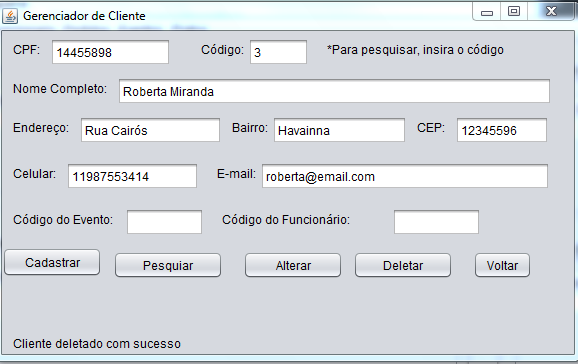 Gerenciador de Cliente
CPF: 14455898 Código: 3 *Para pesquisar, insira o código
Nome Completo: Roberta Miranda
Endereço: Rua Cairós Bairro: Havainna CEP: 12345596
Celular: 11987553414 E-mail: roberta@email.com
Código do Evento: Código do Funcionário:
Cadastrar Pesquiar Alterar Deletar Voltar
Cliente deletado com sucesso